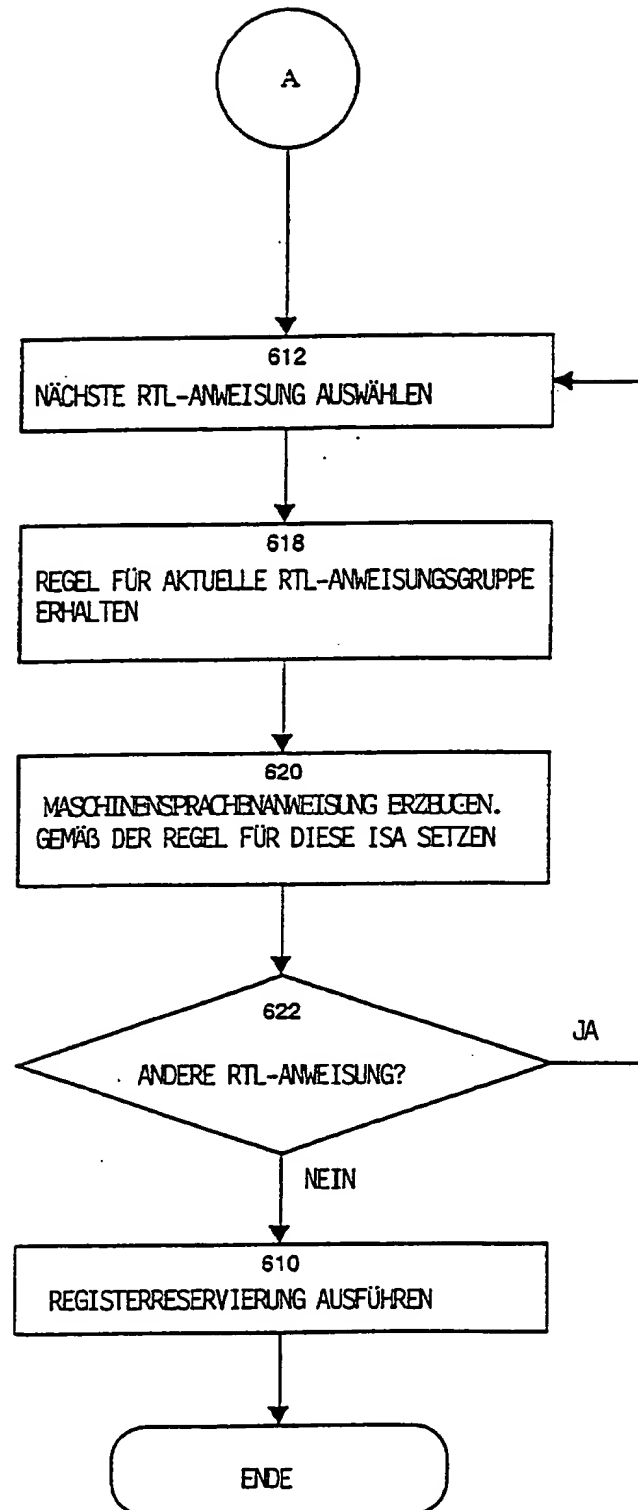 A
612
NÄCHSTE RTL-ANWEISUNG AUSWÄHLEN
618
REGEL FÜR AKTUELLE RTL-ANWEISUNGSGRUPPE
ERHALTEN
620
MASCHINENSPRACHENANWEISUNG ERZEUGEN.
GEMÄß DER REGEL FÜR DIESE ISA SETZEN
622
JA
ANDERE RTL-ANWEISUNG?
NEIN
610
REGISTERRESERVIERUNG AUSFÜHREN
ENDE